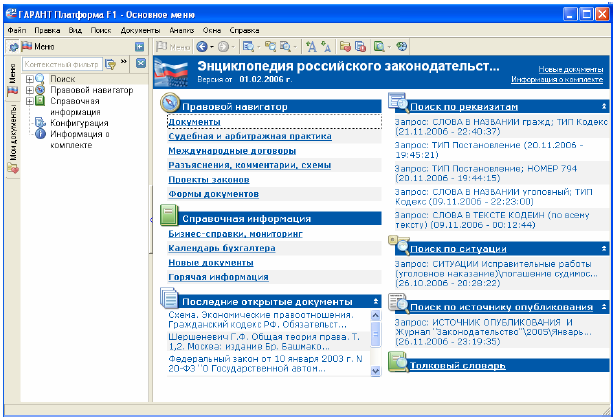 ГАРАНТ Платформа F1 - Основное меню
Файл Правка Вид Поиск Документы Анализ Окна Справка
Меню
Меню Анализ
Контекстный фильтр
Поиск
Правовой навигатор
Справочная
информация
Конфигурация
Информация о
комплекте
Мои документы
Энциклопедия российского законодательст...
Версия от 01.02.2006 г.
Новые документы
Информация о комплекте
Правовой навигатор
Документы
Судебная и арбитражная практика
Международные договоры
Разъяснения, комментарии, схемы
Проекты законов
Формы документов
Справочная информация
Бизнес-справки, мониторинг
Календарь бухгалтера
Новые документы
Горячая информация
Последние открытые документы
Схема. Экономические правоотношения.
Гражданский кодекс РФ. Обязательст...
Шершеневич Г.Ф. Общая теория права. Т.
1,2. Москва: издание Бр. Башмако...
Федеральный закон от 10 января 2003 г. N
20-ФЗ "О Государственной автом...
Поиск по реквизитам
Запрос: СЛОВА В НАЗВАНИИ гражд; ТИП Кодекс
(21.11.2006 - 22:40:37)
Запрос: ТИП Постановление (20.11.2006 -
19:45:21)
Запрос: ТИП Постановление; НОМЕР 794
(20.11.2006 - 19:44:15)
Запрос: СЛОВА В НАЗВАНИИ уголовный; ТИП
Кодекс (09.11.2006 - 22:23:00)
Запрос: СЛОВА В ТЕКСТЕ КОДЕИН (по всему
тексту) (09.11.2006 - 00:12:44)
Поиск по ситуации
Запрос: СИТУАЦИИ Исправительные работы
(уголовное наказание)\погашение судимос...
(26.10.2006 - 20:29:22)
Поиск по источнику опубликования
Запрос: ИСТОЧНИК ОПУБЛИКОВАНИЯ И
Журнал "Законодательство"\2005\Январь...
(26.11.2006 - 23:19:35)
Толковый словарь